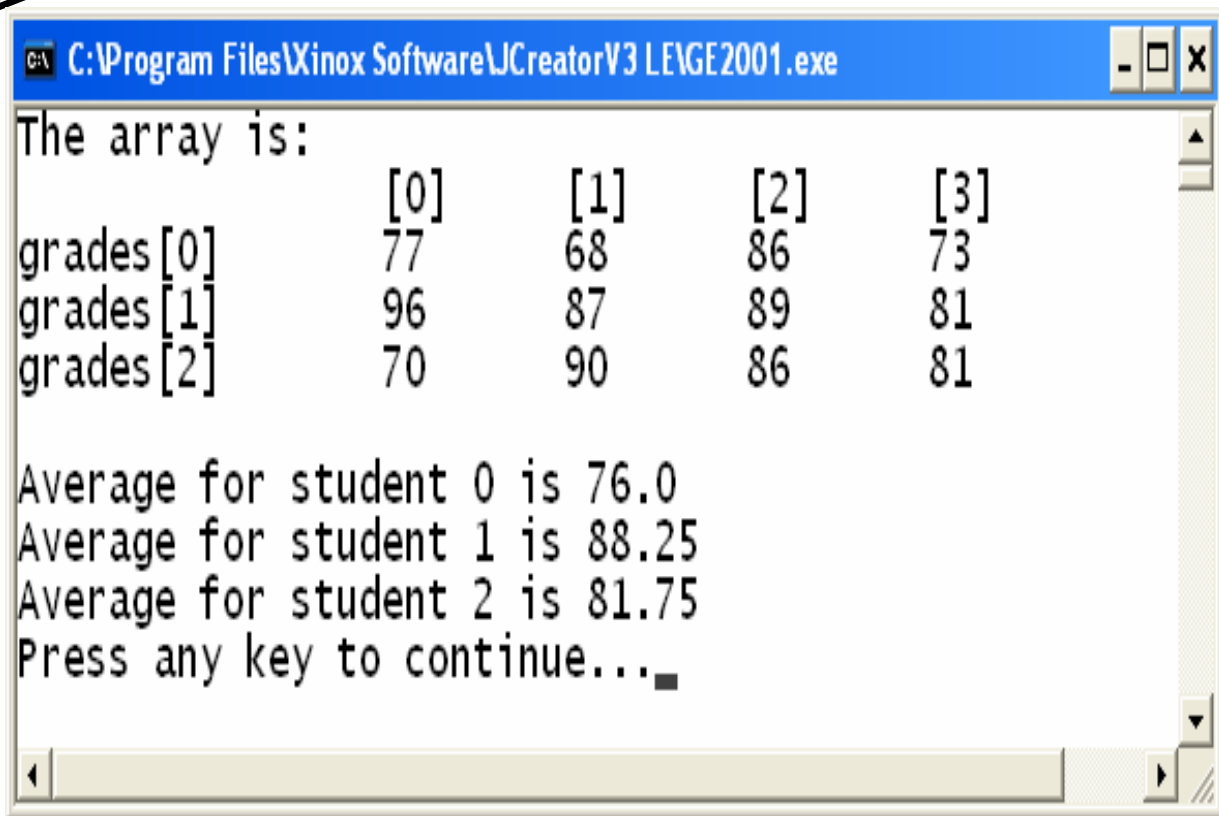 C:\Program Files\Xinox Software\JCreatorV3 LE\GE2001.exe
The array is:
[0] [1] [2] [3]
grades[0] 77 68 86 73
grades[1] 96 87 89 81
grades[2] 70 90 86 81
Average for student 0 is 76.0
Average for student 1 is 88.25
Average for student 2 is 81.75
Press any key to continue..._